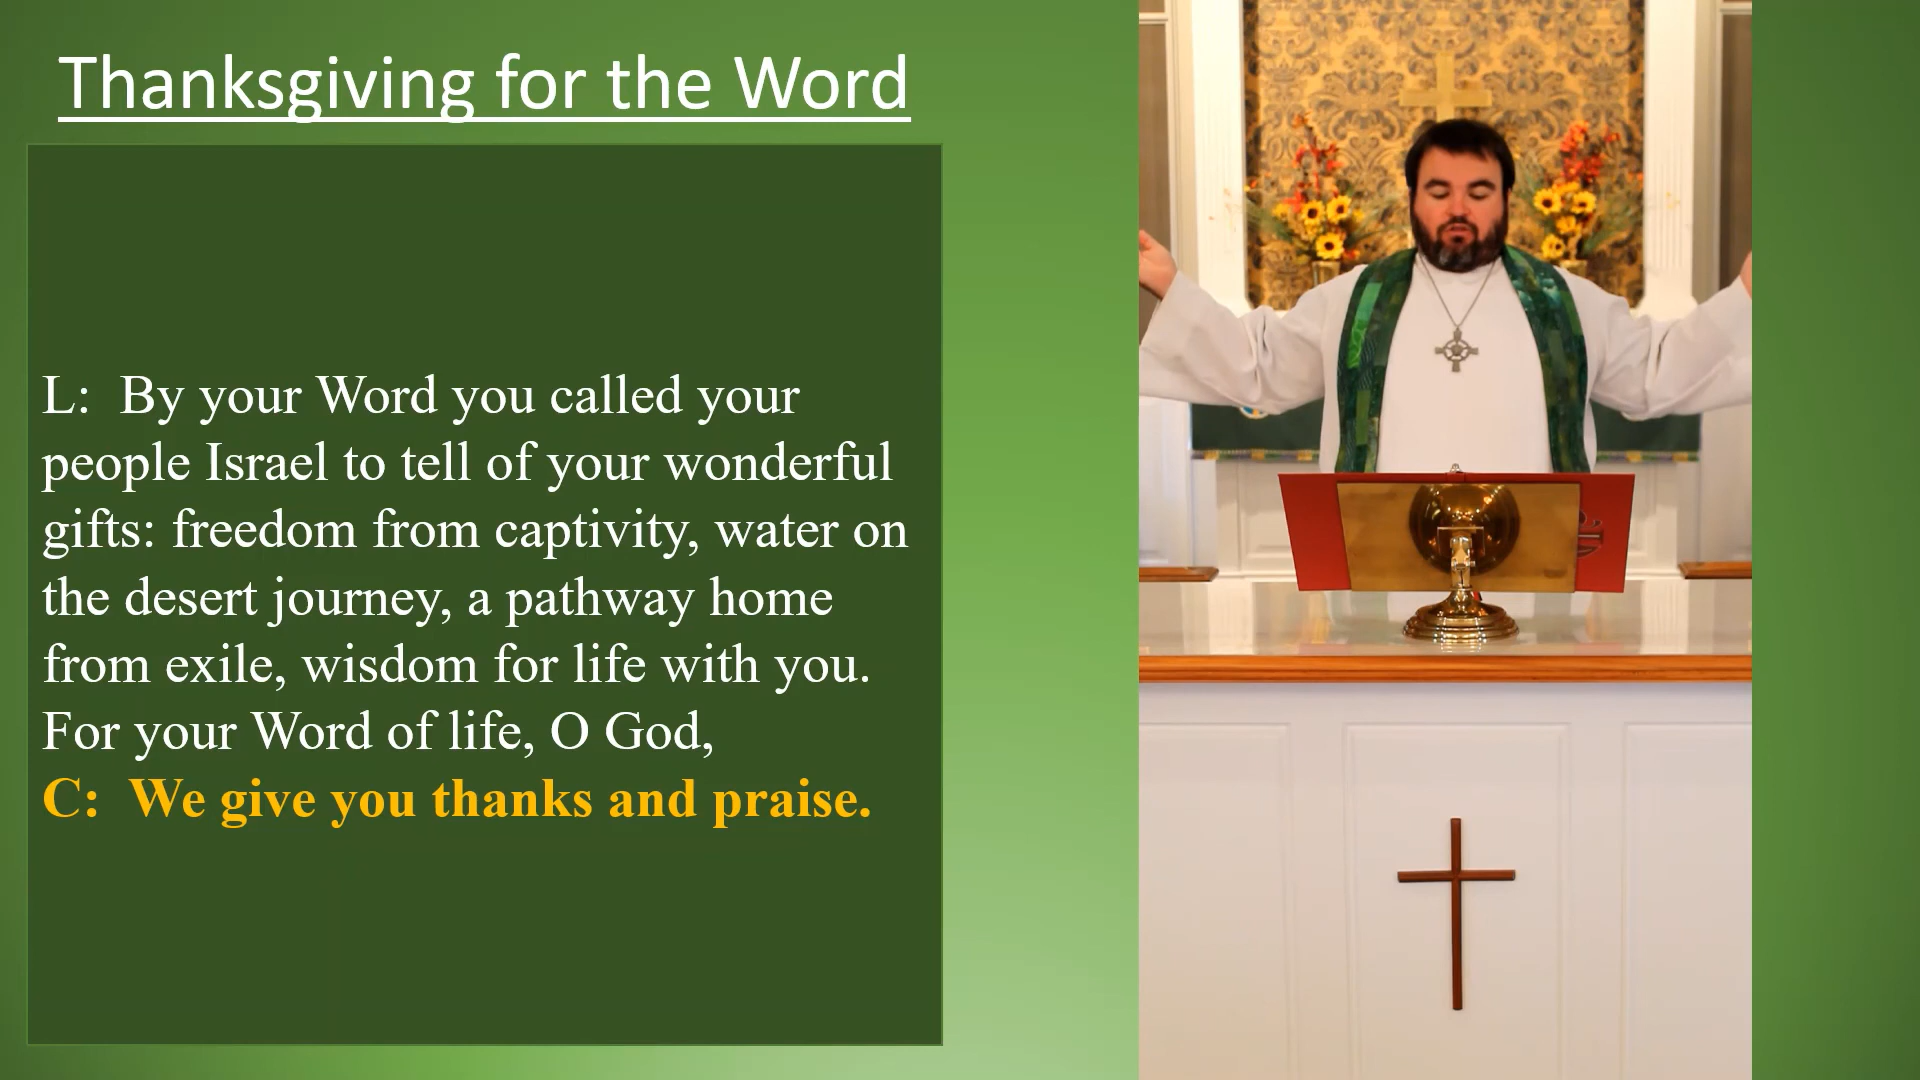 Thanksgiving for the Word
L:  By your Word you called your
people Israel to tell of your wonderful
gifts: freedom from captivity, water on
the desert journey, a pathway home
from exile, wisdom for life with you.
For your Word of life, O God,
C:  We give you thanks and praise.